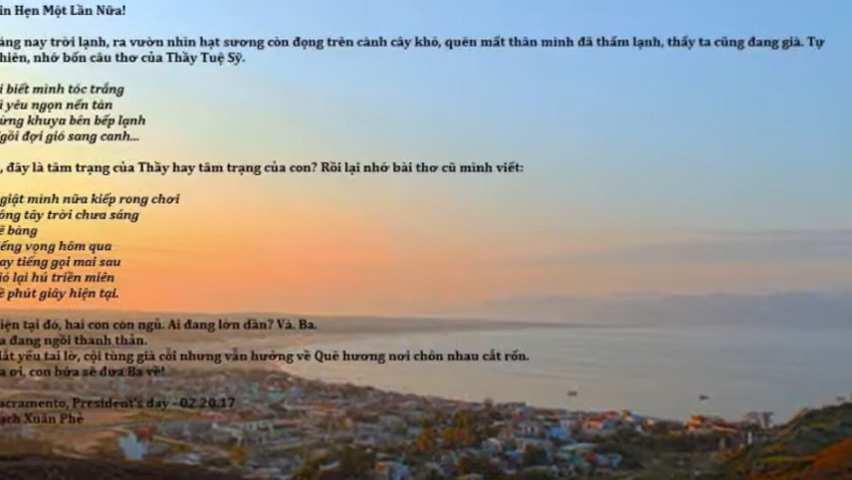 in Hẹn Một Lần Nữa!
áng nay trời lạnh, ra vườn nhìn hạt sương còn đọng trên cành cây khô, quên mất thân mình đã thấm lạnh, thấy ta cũng đang già. Tự
hiên, nhớ bốn câu thơ của Thầy Tuệ Sỹ.
i biết mình tóc trắng
ì yêu ngọn nến tàn
ừng khuya bên bếp lạnh
gồi đợi gió sang canh...
, đây là tâm trạng của Thầy hay tâm trạng của con? Rồi lại nhớ bài thơ cũ mình viết:
giật mình nữa kiếp rong chơi
ông tây trời chưa sáng
ẽ bàng
iếng vọng hôm qua
ay tiếng gọi mai sau
ió lại hú triền miên
ề phút giây hiện tại.
iện tại đó, hai con còn ngủ. Ai đang lớn dần? Và. Ba.
a đang ngồi thanh thản.
ắt yếu tai lờ, cội tùng già cỗi nhưng vẫn hướng về Quê hương nơi chôn nhau cắt rốn.
a ơi, con hứa sẽ đưa Ba về!
acramento, President's day - 02.20.17
ạch Xuân Phẻ